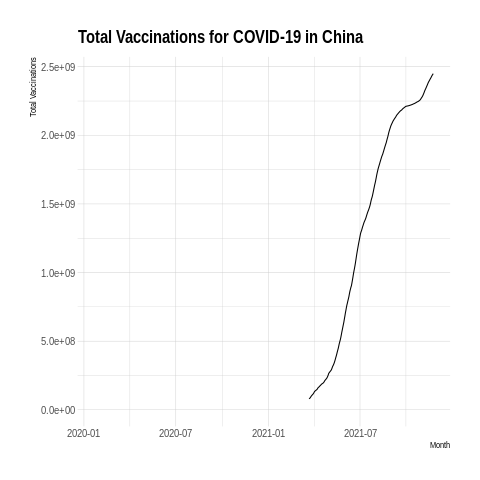 Total Vaccinations for COVID-19 in China
Total Vaccinations
2.5e+09
2.0e+09
1.5e+09
1.0e+09
5.0e+08
0.0e+00
2020-01 2020-07 2021-01 2021-07
Month